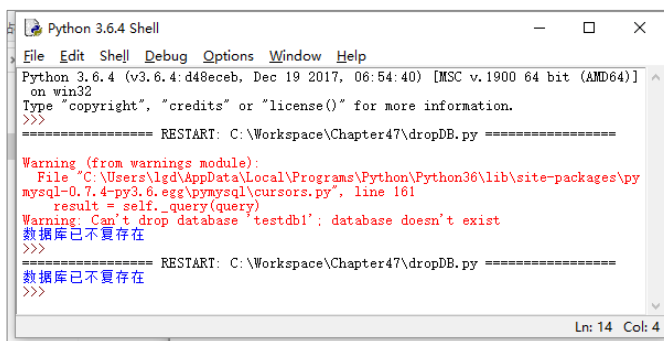 Python 3.6.4 Shell
File Edit Shell Debug Options Window Help
Python 3.6.4 (v3.6.4:d48eceb, Dec 19 2017, 06:54:40) [MSC v.1900 64 bit (AMD64)]
on win32
Type "copyright", "credits" or "license()" for more information.
>>>
================== RESTART: C:\Workspace\Chapter47\dropDB.py ==================
Warning (from warnings module):
File "C:\Users\lgd\AppData\Local\Programs\Python\Python36\lib\site-packages\py
mysql-0.7.4-py3.6.egg\pymysql\cursors.py", line 161
result = self._query(query)
Warning: Can't drop database 'testdb1'; database doesn't exist
数据库已不复存在
>>>
================== RESTART: C:\Workspace\Chapter47\dropDB.py ==================
数据库已不复存在
>>>
Ln: 14 Col: 4